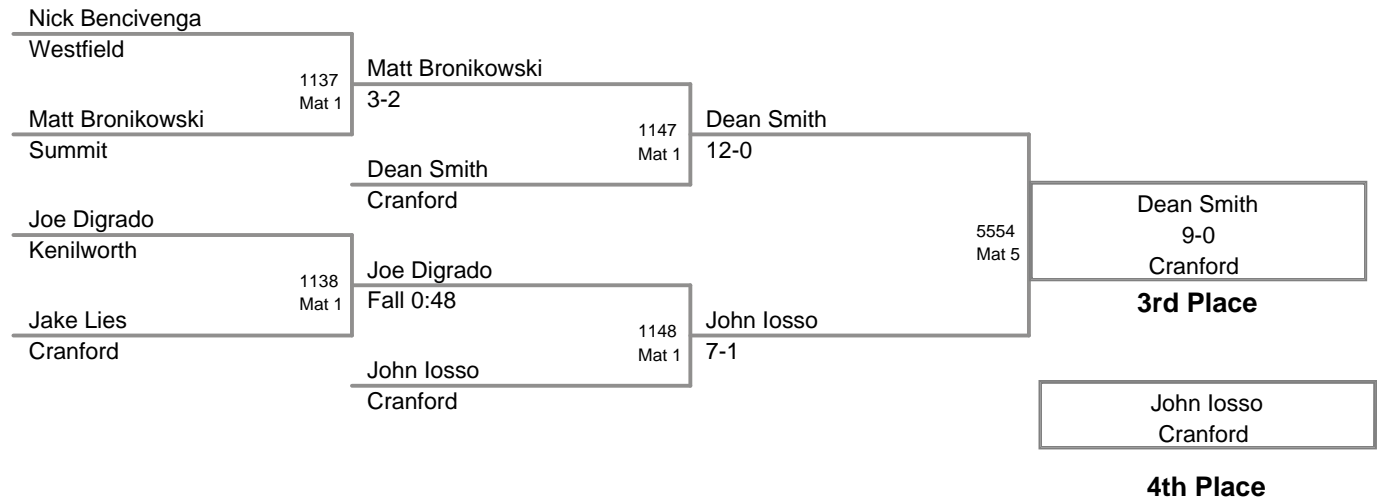 Nick Bencivenga
Westfield
1137
Mat 1
Matt Bronikowski
Summit
Matt Bronikowski
3-2
1147
Mat 1
Dean Smith
Cranford
Dean Smith
12-0
Joe Digrado
Kenilworth
1138
Mat 1
Jake Lies
Cranford
Joe Digrado
Fall 0:48
1148
Mat 1
John Iosso
Cranford
John Iosso
7-1
5554
Mat 5
Dean Smith
9-0
Cranford
3rd Place
John Iosso
Cranford
4th Place